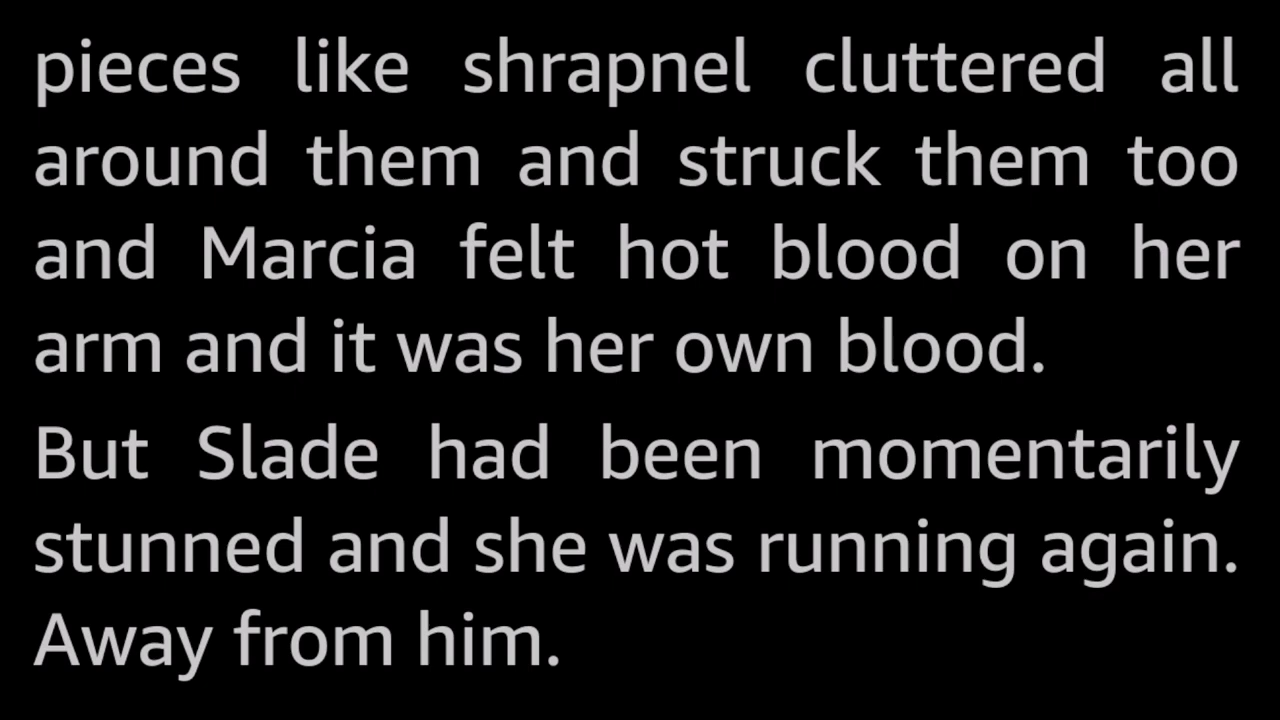 pieces like shrapnel cluttered all
around them and struck them too
and Marcia felt hot blood on her
arm and it was her own blood.
But Slade had been momentarily
stunned and she was running again.
Away from him.